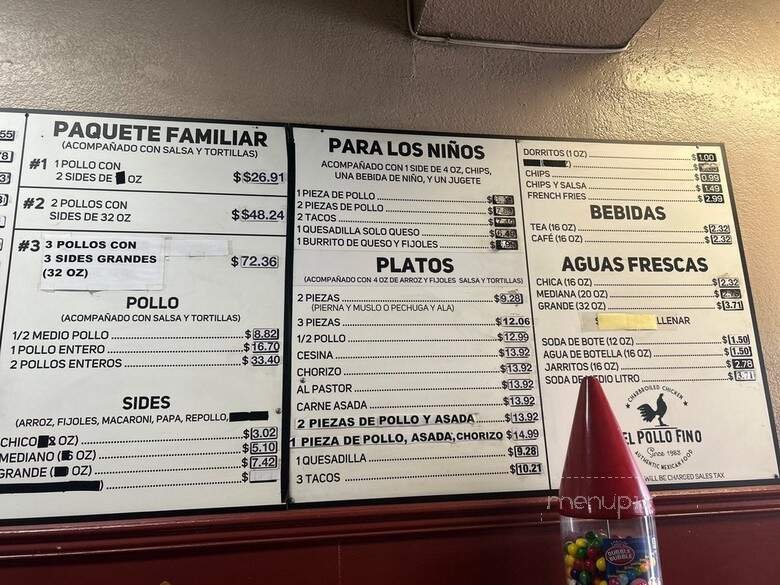 55
PAQUETE FAMILIAR
(ACOMPAÑADO CON SALSA Y TORTILLAS)
#1 1 POLLO CON
2 SIDES DE OZ $$26.91
#2 2 POLLOS CON
SIDES DE 32 OZ $$48.24
#3 3 POLLOS CON
3 SIDES GRANDES
(32 OZ) $72.36
POLLO
(ACOMPAÑADO CON SALSA Y TORTILLAS)
1/2 MEDIO POLLO $8.82
1 POLLO ENTERO $16.70
2 POLLOS ENTEROS $33.40
SIDES
(ARROZ, FIJOLES, MACARONI, PAPA, REPOLLO,
CHICO OZ) $3.02
MEDIANO ( 6 OZ) $5.10
GRANDE ( OZ) $7.42
$
PARA LOS NIÑOS
ACOMPAÑADO CON 1 SIDE DE 4 OZ, CHIPS,
UNA BEBIDA DE NIÑO, Y UN JUGETE
1 PIEZA DE POLLO $
2 PIEZAS DE POLLO $
2 TACOS $
1 QUESADILLA SOLO QUESO $
1 BURRITO DE QUESO Y FIJOLES $
PLATOS
(ACOMPAÑADO CON 4 OZ DE ARROZ Y FIJOLES SALSA Y TORTILLAS)
2 PIEZAS $9.28
(PIERNA Y MUSLO O PECHUGA Y ALA)
3 PIEZAS $12.06
1/2 POLLO $12.99
CESINA $13.92
CHORIZO $13.92
AL PASTOR $13.92
CARNE ASADA $13.92
2 PIEZAS DE POLLO Y ASADA $13.92
1 PIEZA DE POLLO, ASADA, CHORIZO $14.99
1 QUESADILLA $9.28
3 TACOS $10.21
DORITOS (1 OZ) $1.00
CHIPS $0.99
CHIPS Y SALSA $1.49
FRENCH FRIES $2.99
BEBIDAS
TEA (16 OZ) $2.32
CAFÉ (16 OZ) $2.32
AGUAS FRESCAS
CHICA (16 OZ) $2.32
MEDIANA (20 OZ) $
GRANDE (32 OZ) $3.71
LLENAR
SODA DE BOTE (12 OZ) $1.50
AGUA DE BOTELLA (16 OZ) $1.50
JARRITOS (16 OZ) $2.78
SODA DE MEDIO LITRO $3.71
CHARBROILED CHICKEN
EL POLLO FINO
Since 1983
AUTHENTIC MEXICAN FOOD
WILL BE CHARGED SALES TAX
menupix
DUBBLE BUBBLE